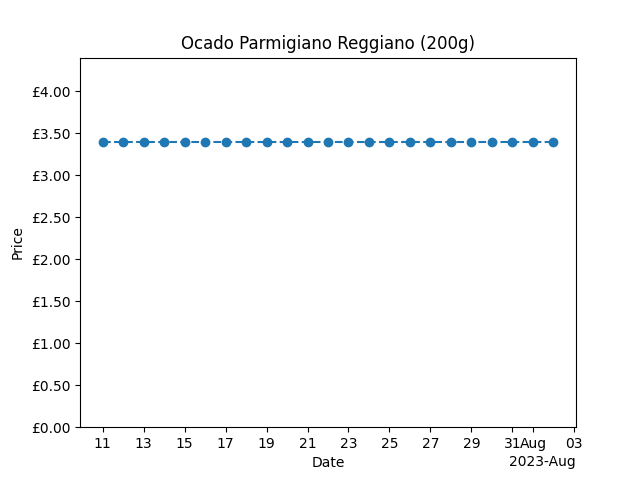 Ocado Parmigiano Reggiano (200g)
£4.00
£3.50
£3.00
£2.50
£2.00
£1.50
£1.00
£0.50
£0.00
Price
11 13 15 17 19 21 23 25 27 29 31 Aug 03
Date
2023-Aug